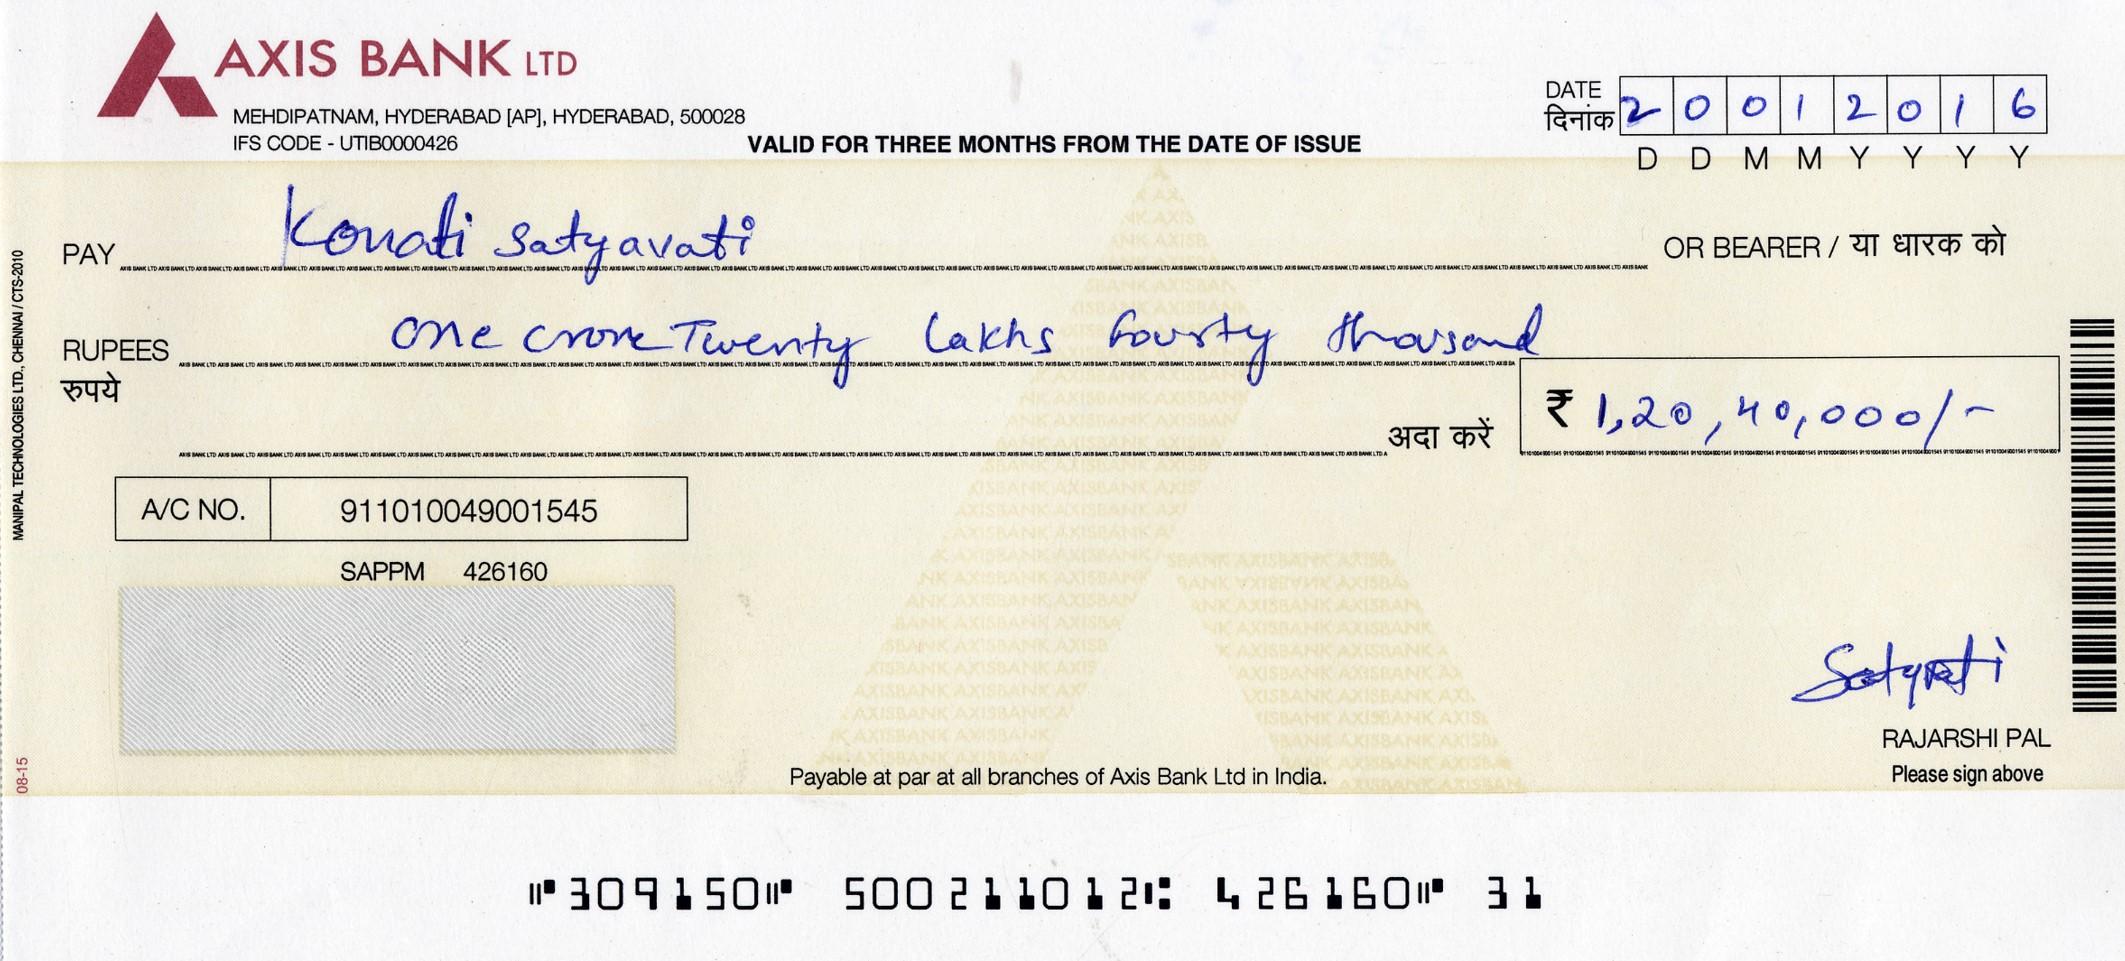 AXIS BANK LTD
MEHDIPATNAM, HYDERABAD [AP], HYDERABAD, 500028
IFS CODE - UTIB0000426
VALID FOR THREE MONTHS FROM THE DATE OF ISSUE
DATE
दिनांक 2 0 0 1 2 0 1 6
D D M M Y Y Y Y
PAY Konati Satyavati OR BEARER / या धारक को
RUPEES One crore Twenty Lakhs Fourty thousand
रुपये
अदा करें ₹ 1,20,40,000/-
A/C NO. 911010049001545
SAPPM 426160
VOID
Satyavati
RAJARSHI PAL
Please sign above
Payable at par at all branches of Axis Bank Ltd in India.
MANIPAL TECHNOLOGIES LTD., CHENNAI / CTS-2010
08-15
⑈309150⑈ 500211012⑆ 426160⑈ 31